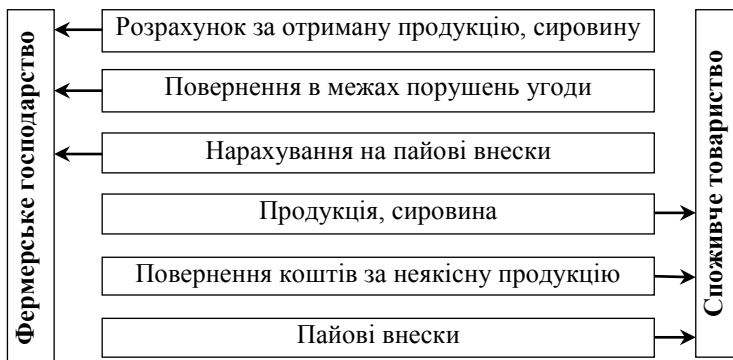 Фермерське господарство
Розрахунок за отриману продукцію, сировину
Повернення в межах порушень угоди
Нарахування на пайові внески
Продукція, сировина
Повернення коштів за неякісну продукцію
Пайові внески
Споживче товариство